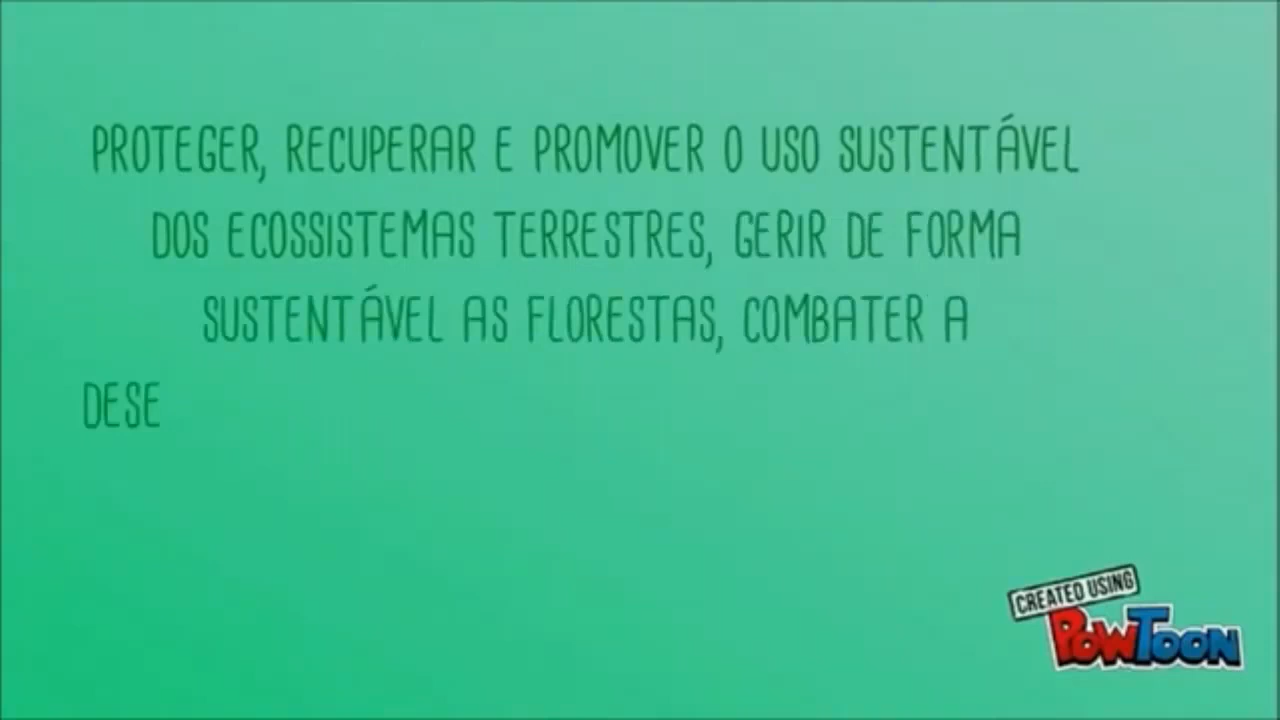 PROTEGER, RECUPERAR E PROMOVER O USO SUSTENTÁVEL
DOS ECOSSISTEMAS TERRESTRES, GERIR DE FORMA
SUSTENTÁVEL AS FLORESTAS, COMBATER A
DESE
CREATED USING
POWTOON